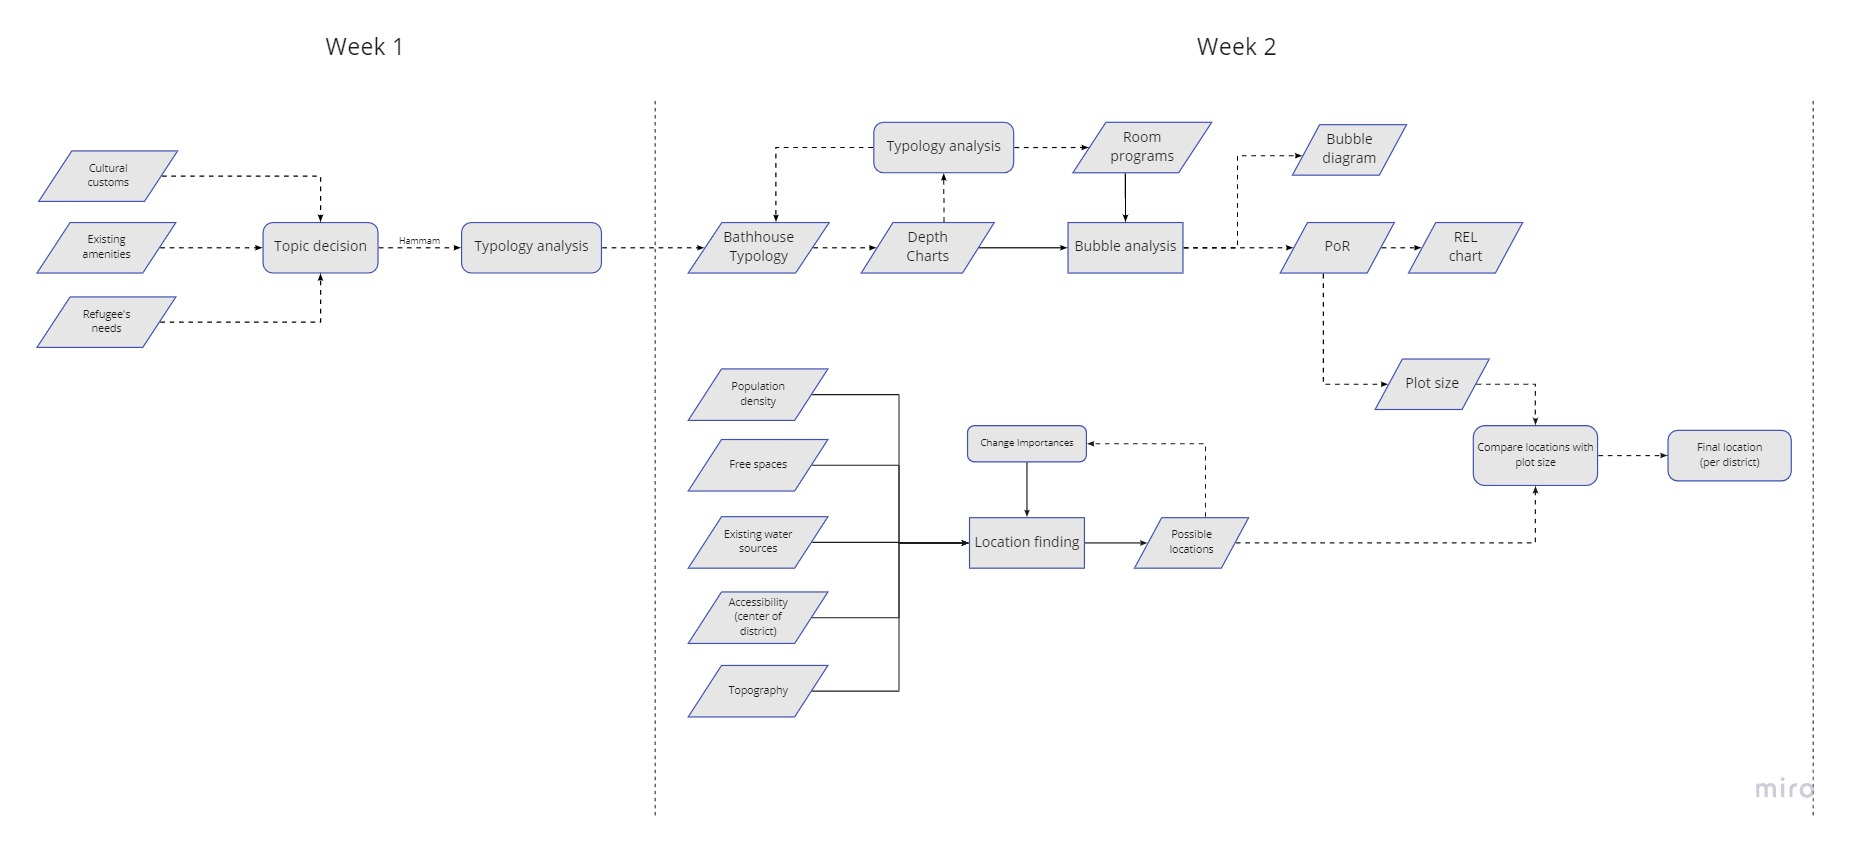 Week 1
Week 2
Cultural
customs
Existing
amenities
Refugee's
needs
Topic decision
Hammam
Typology analysis
Typology analysis
Room
programs
Bubble
diagram
Bathhouse
Typology
Depth
Charts
Bubble analysis
PoR
REL
chart
Plot size
Population
density
Free spaces
Existing water
sources
Accessibility
(center of
district)
Topography
Change Importances
Location finding
Possible
locations
Compare locations with
plot size
Final location
(per district)
miro